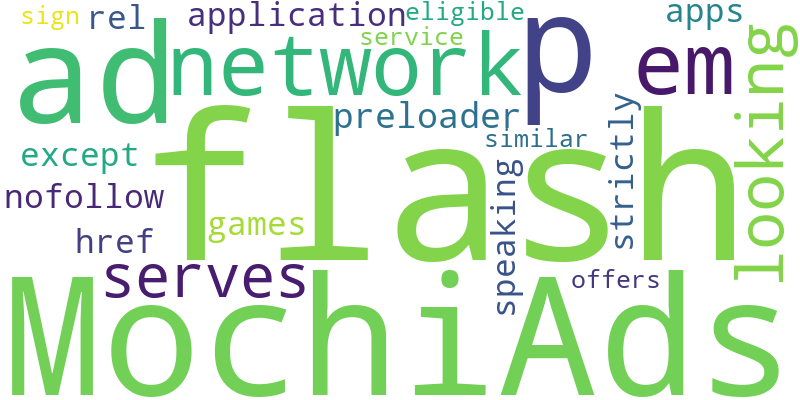 sign
rel
application
eligible
apps
service
ad
network
p
em
looking
preloader
similar
strictly
except
flash
nofollow
games
speaking
href
serves
offers
MochiAds